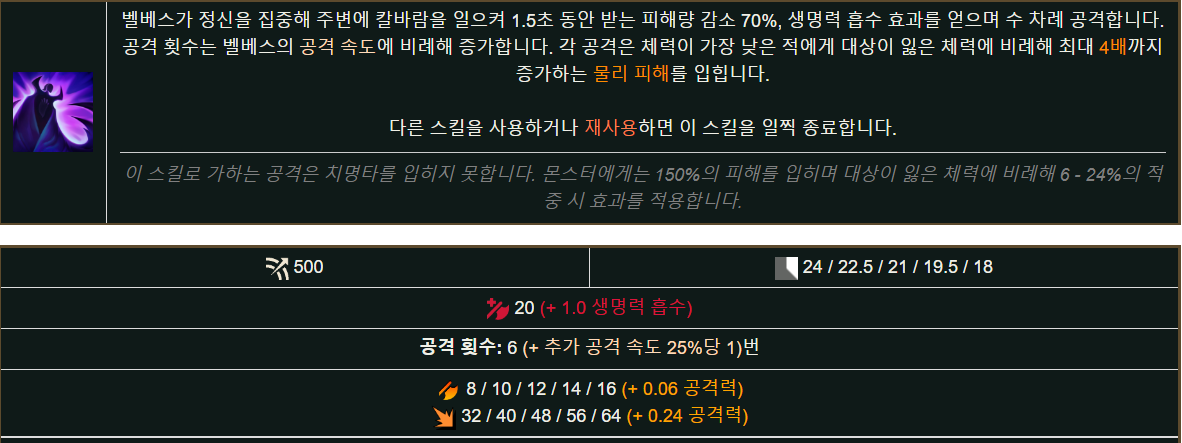 벨베스가 정신을 집중해 주변에 칼바람을 일으켜 1.5초 동안 받는 피해량 감소 70%, 생명력 흡수 효과를 얻으며 수 차례 공격합니다.
공격 횟수는 벨베스의 공격 속도에 비례해 증가합니다. 각 공격은 체력이 가장 낮은 적에게 대상이 잃은 체력에 비례해 최대 4배까지
증가하는 물리 피해를 입힙니다.
다른 스킬을 사용하거나 재사용하면 이 스킬을 일찍 종료합니다.
이 스킬로 가하는 공격은 치명타를 입히지 못합니다. 몬스터에게는 150%의 피해를 입히며 대상이 잃은 체력에 비례해 6 - 24%의 적
중 시 효과를 적용합니다.
500
24 / 22.5 / 21 / 19.5 / 18
20 (+ 1.0 생명력 흡수)
공격 횟수: 6 (+ 추가 공격 속도 25%당 1)번
8 / 10 / 12 / 14 / 16 (+ 0.06 공격력)
32 / 40 / 48 / 56 / 64 (+ 0.24 공격력)